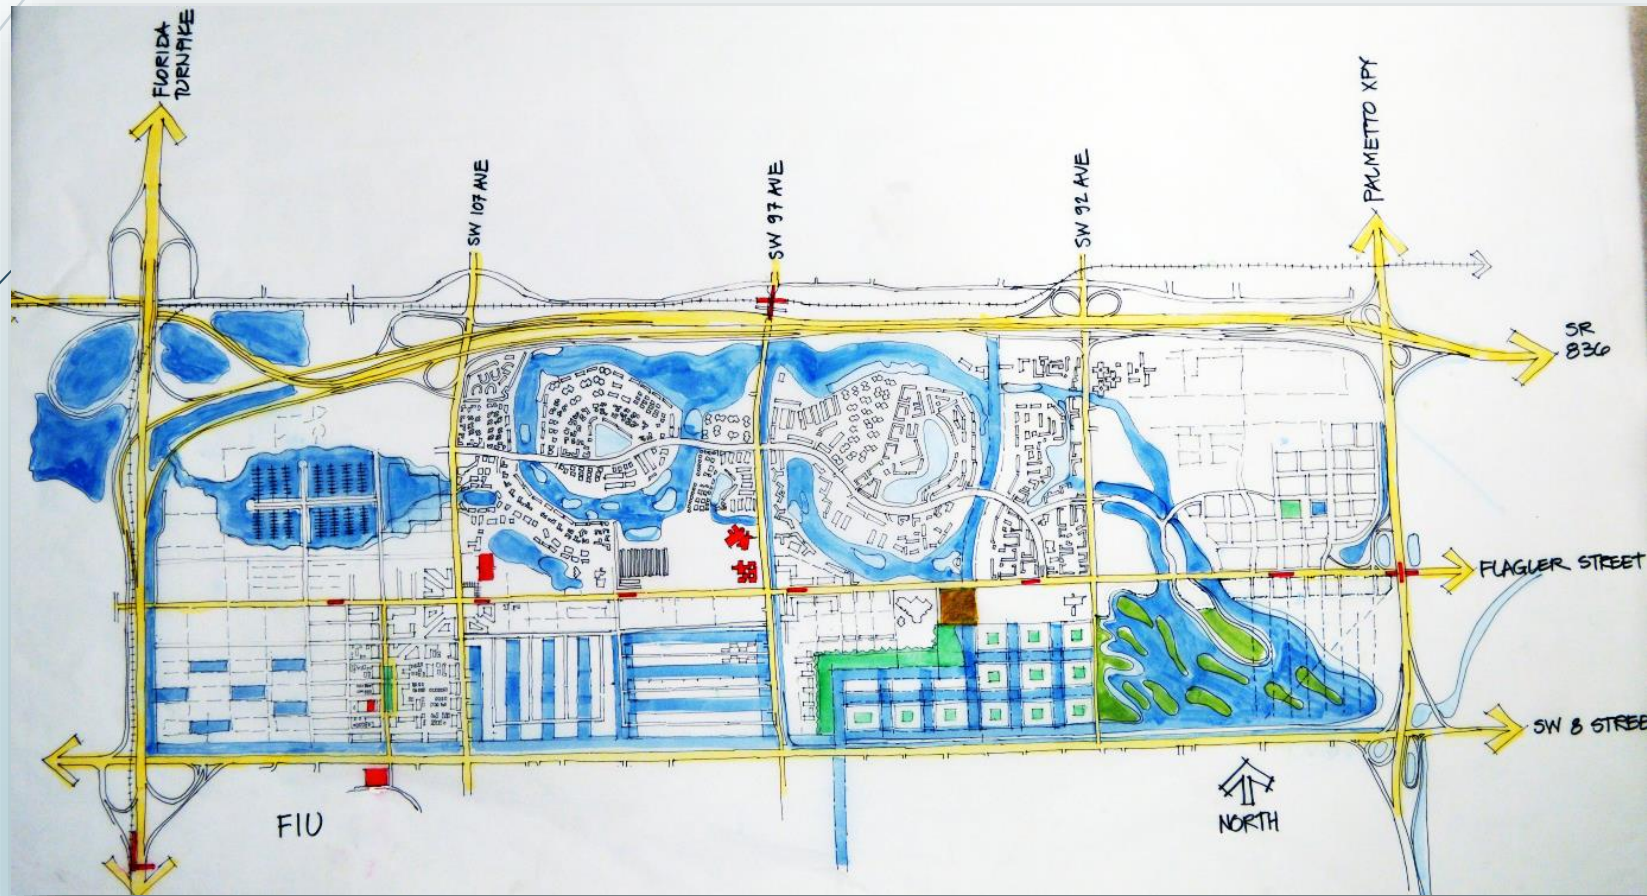 FLORIDA
TURNPIKE
SW 107 AVE
SW 97 AVE
SW 92 AVE
PALMETTO XPY
SR
836
FLAGLER STREET
SW 8 STREE
NORTH
FIU